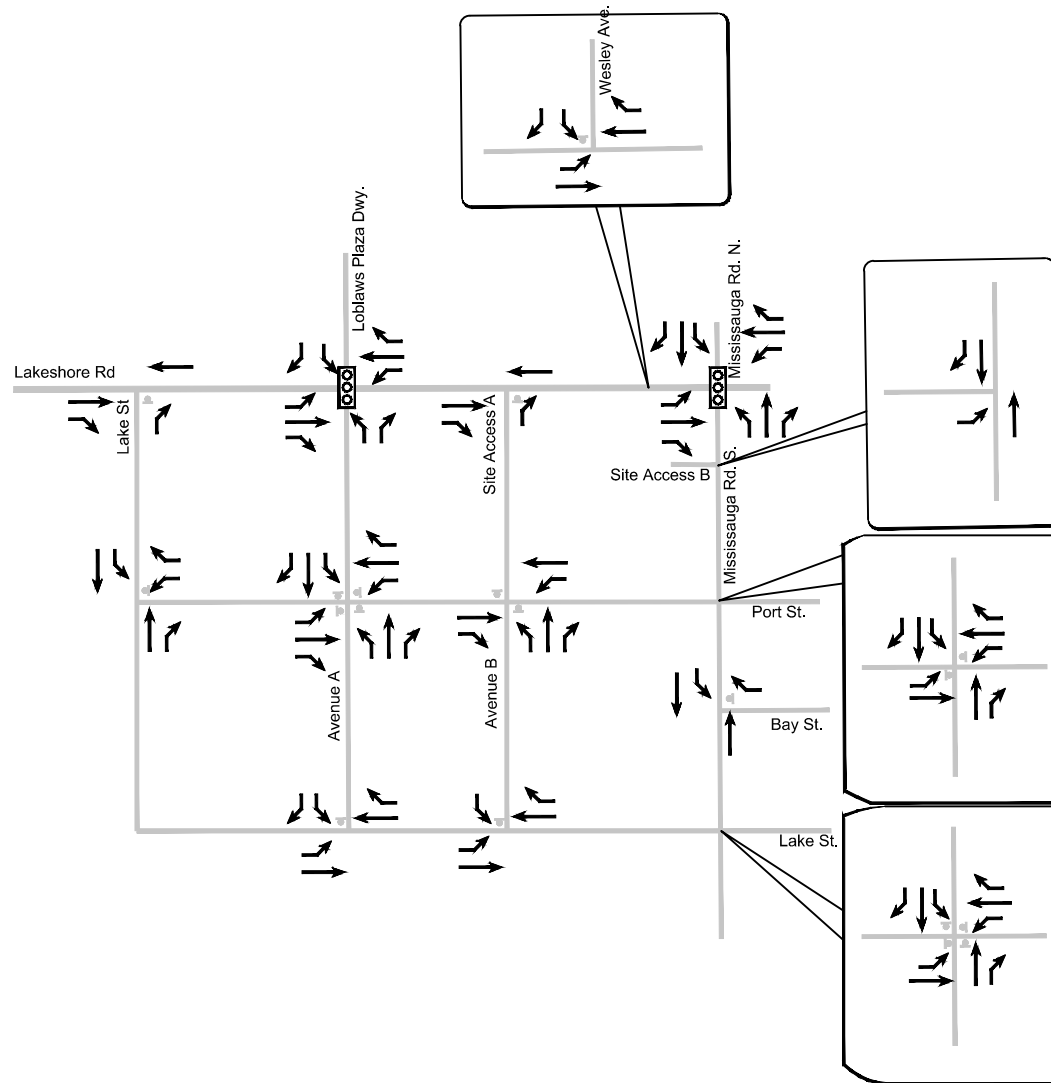 Wesley Ave.
Loblaws Plaza Dwy.
Mississauga Rd. N.
Lakeshore Rd
Lake St
Site Access A
Site Access B
Mississauga Rd. S.
Port St.
Avenue A
Avenue B
Bay St.
Lake St.